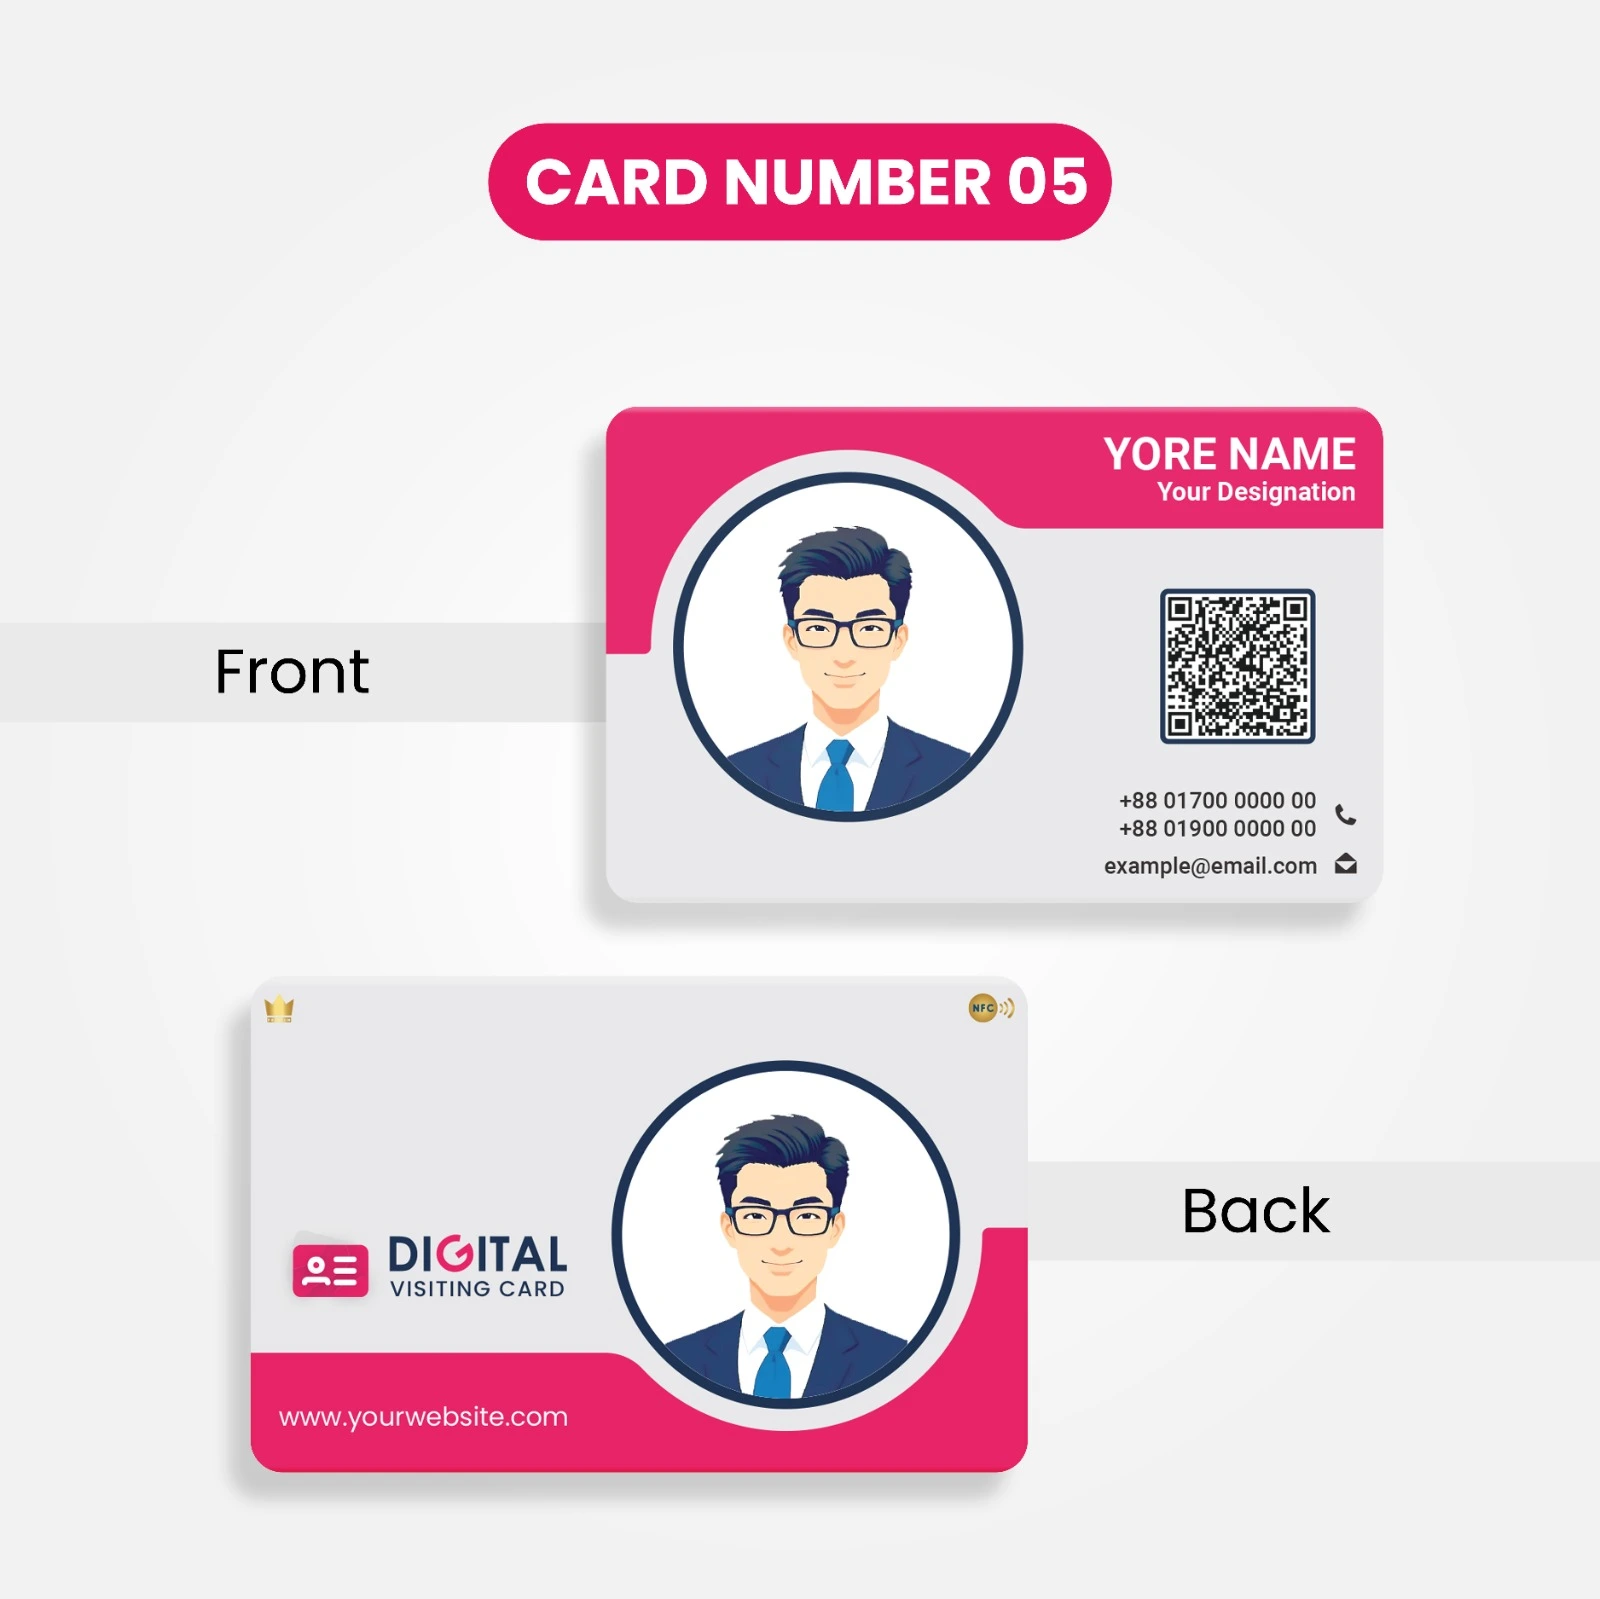 CARD NUMBER 05
YORE NAME
Your Designation
Front
+88 01700 0000 00
+88 01900 0000 00
example@email.com
NFC
DIGITAL
VISITING CARD
Back
www.yourwebsite.com